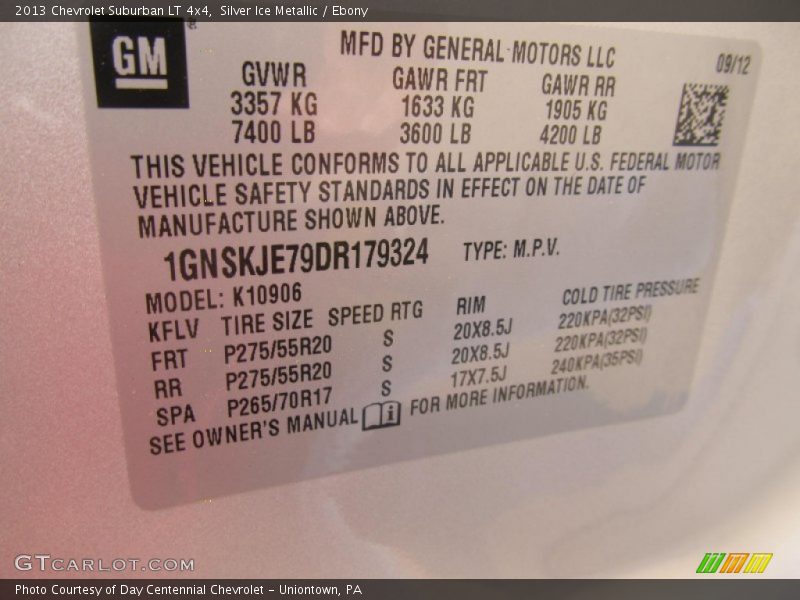 2013 Chevrolet Suburban LT 4x4, Silver Ice Metallic / Ebony
GM
MFD BY GENERAL MOTORS LLC
09/12
GVWR GAWR FRT GAWR RR
3357 KG 1633 KG 1905 KG
7400 LB 3600 LB 4200 LB
THIS VEHICLE CONFORMS TO ALL APPLICABLE U.S. FEDERAL MOTOR
VEHICLE SAFETY STANDARDS IN EFFECT ON THE DATE OF
MANUFACTURE SHOWN ABOVE.
1GNSKJE79DR179324 TYPE: M.P.V.
MODEL: K10906
KFLV TIRE SIZE SPEED RTG RIM COLD TIRE PRESSURE
FRT P275/55R20 S 20X8.5J 220KPA(32PSI)
RR P275/55R20 S 20X8.5J 220KPA(32PSI)
SPA P265/70R17 S 17X7.5J 240KPA(35PSI)
SEE OWNER'S MANUAL FOR MORE INFORMATION.
GTCARLOT.COM
Photo Courtesy of Day Centennial Chevrolet - Uniontown, PA